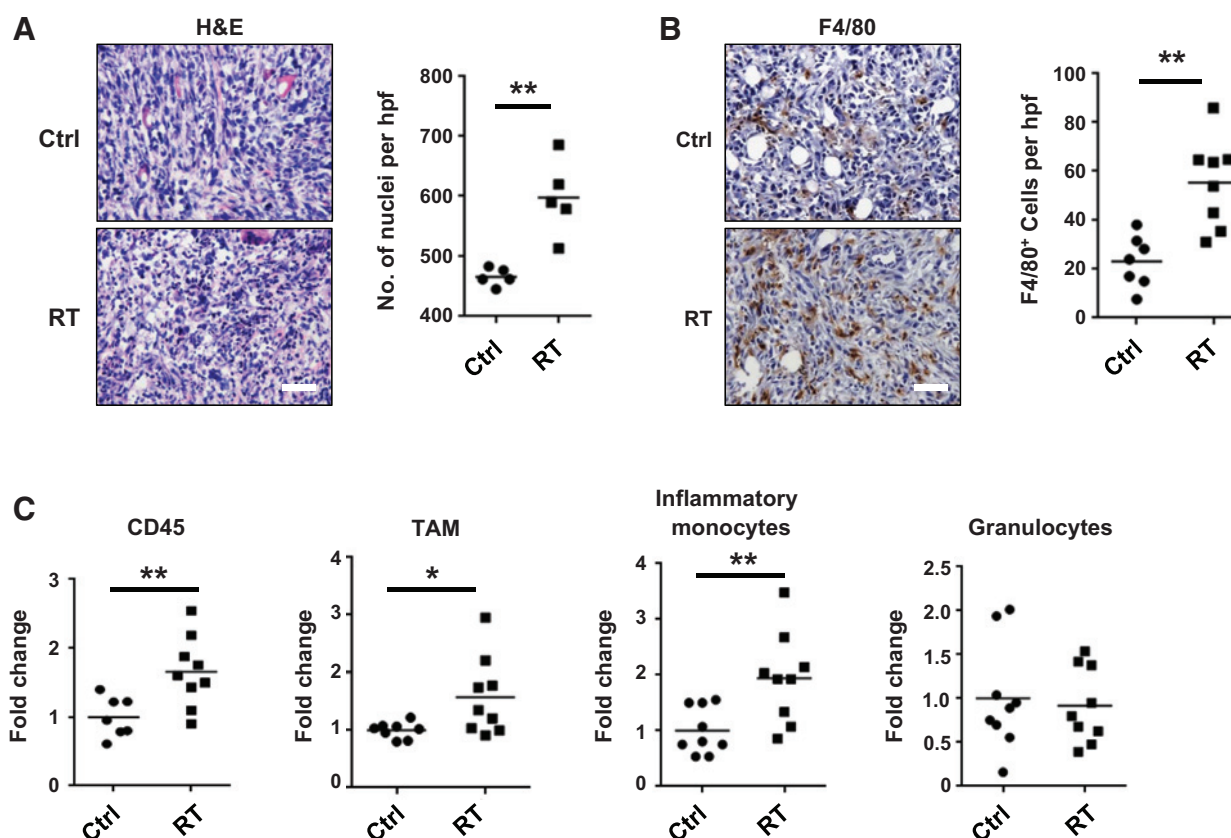 A
H&E
Ctrl
RT
No. of nuclei per hpf
800
700
600
500
400
**
Ctrl
RT
B
F4/80
Ctrl
RT
F4/80⁺ Cells per hpf
100
80
60
40
20
0
**
Ctrl
RT
C
CD45
Fold change
3
2
1
0
**
Ctrl
RT
TAM
Fold change
4
3
2
1
0
*
Ctrl
RT
Inflammatory
monocytes
Fold change
4
3
2
1
0
**
Ctrl
RT
Granulocytes
Fold change
2.5
2.0
1.5
1.0
0.5
0
Ctrl
RT